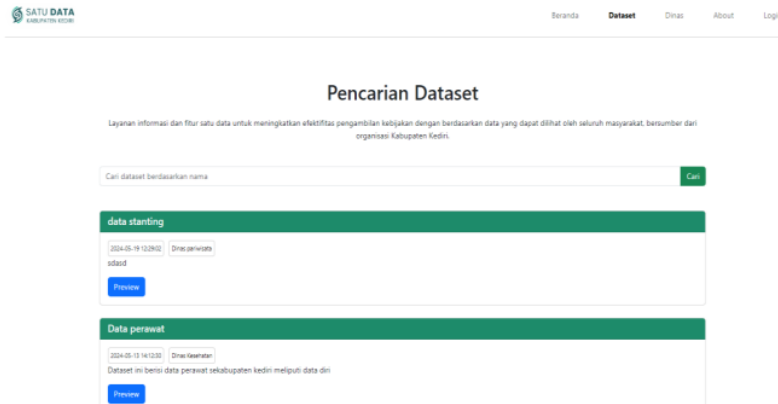 SATU DATA
KABUPATEN KEDIRI
Beranda Dataset Dinas About Logi
Pencarian Dataset
Layanan informasi dan fitur satu data untuk meningkatkan efektifitas pengambilan kebijakan dengan berdasarkan data yang dapat dilihat oleh seluruh masyarakat. bersumber dari
organisasi Kabupaten Kediri.
Cari dataset berdasarkan nama Cari
data stanting
2024-05-19 12:29:02 Dinas pariwisata
sdasd
Preview
Data perawat
2024-05-13 14:12:00 Dinas Kesehatan
Dataset ini berisi data perawat sekabupaten kediri meliputi data diri
Preview